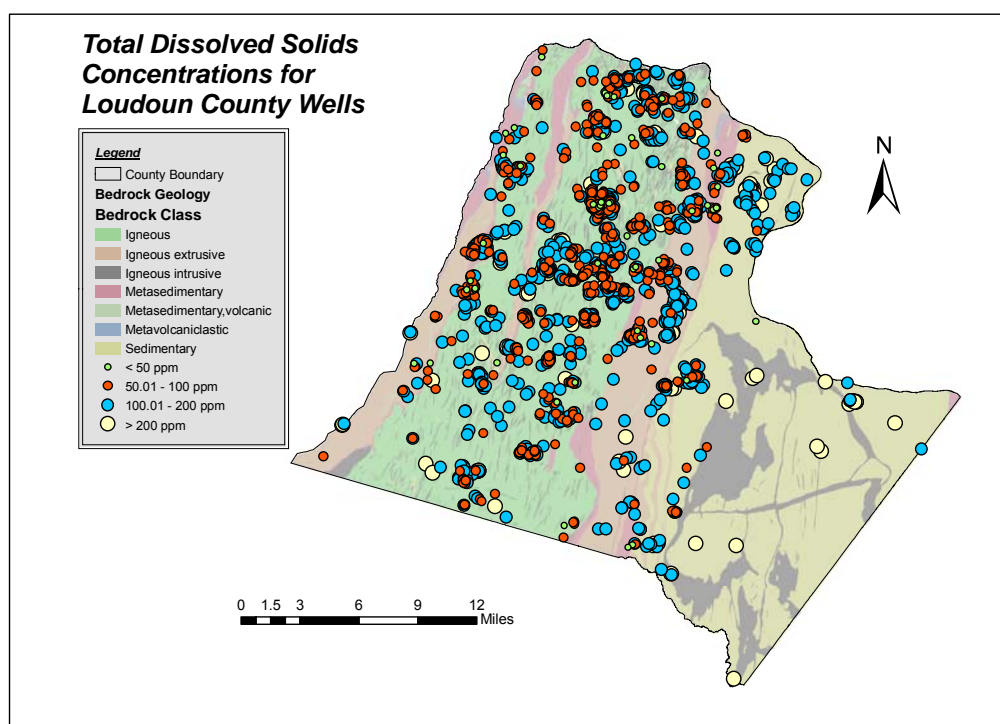 Total Dissolved Solids
Concentrations for
Loudoun County Wells
Legend
County Boundary
Bedrock Geology
Bedrock Class
Igneous
Igneous extrusive
Igneous intrusive
Metasedimentary
Metasedimentary,volcanic
Metavolcaniclastic
Sedimentary
< 50 ppm
50.01 - 100 ppm
100.01 - 200 ppm
> 200 ppm
N
0 1.5 3 6 9 12
Miles